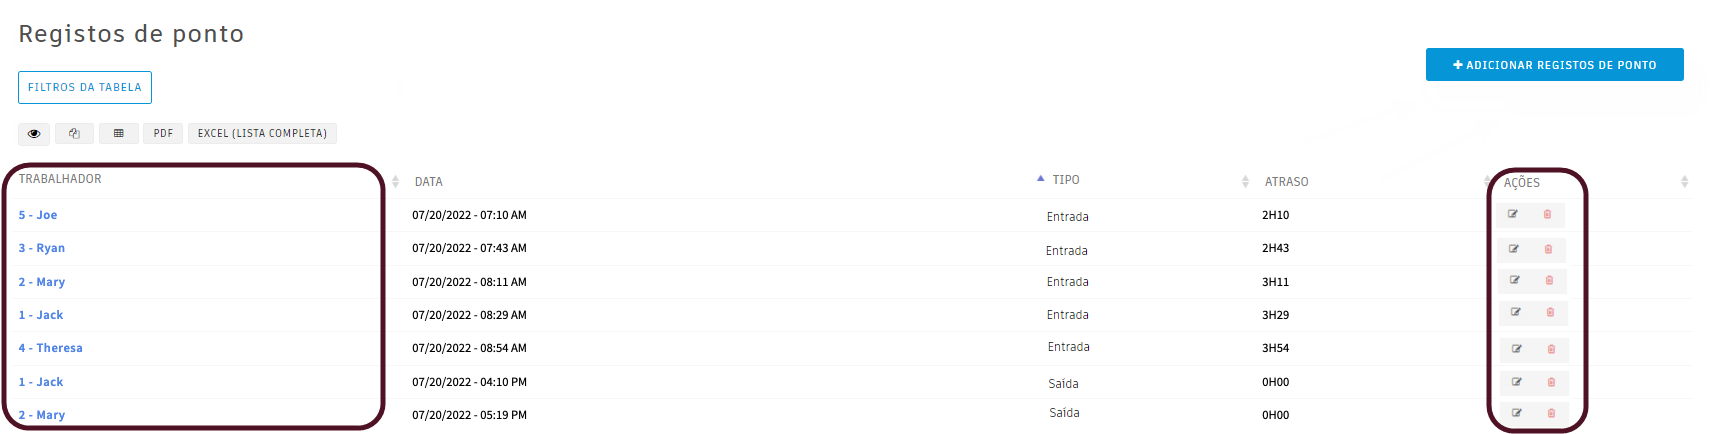 Registos de ponto
ADICIONAR REGISTOS DE PONTO
FILTROS DA TABELA
PDF EXCEL (LISTA COMPLETA)
TRABALHADOR DATA TIPO ATRASO AÇÕES
5 - Joe 07/20/2022 - 07:10 AM Entrada 2H10
3 - Ryan 07/20/2022 - 07:43 AM Entrada 2H43
2 - Mary 07/20/2022 - 08:11 AM Entrada 3H11
1 - Jack 07/20/2022 - 08:29 AM Entrada 3H29
4 - Theresa 07/20/2022 - 08:54 AM Entrada 3H54
1 - Jack 07/20/2022 - 04:10 PM Saída 0H00
2 - Mary 07/20/2022 - 05:19 PM Saída 0H00